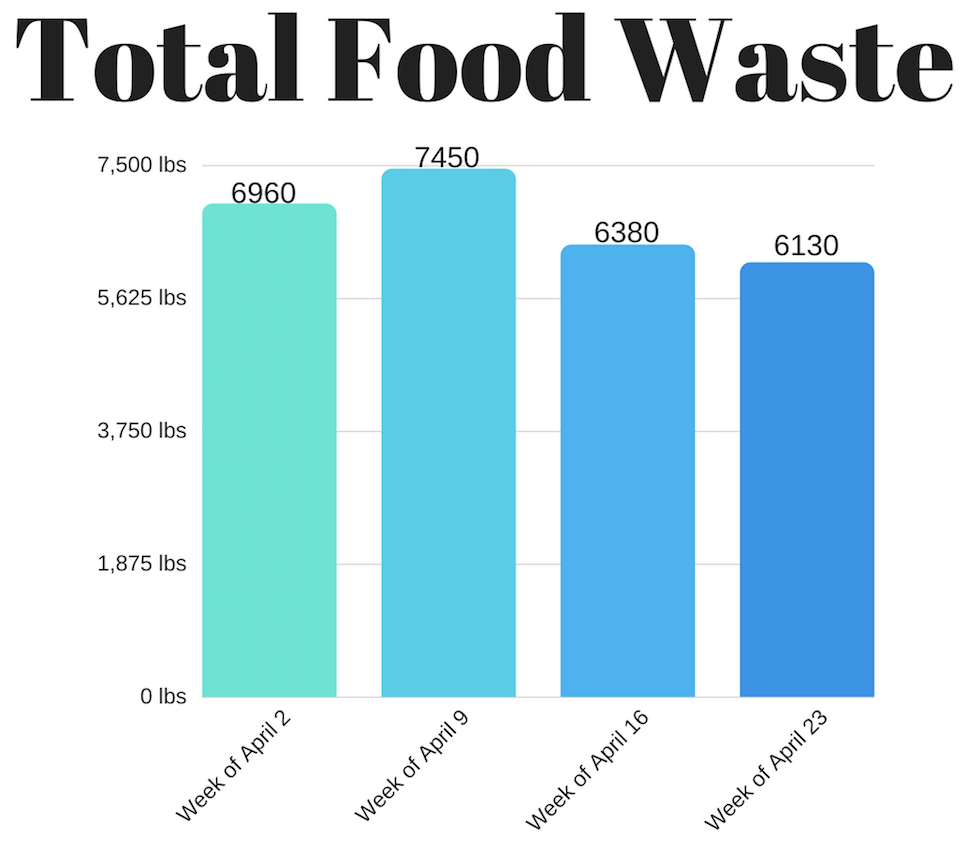 Total Food Waste
7,500 lbs
5,625 lbs
3,750 lbs
1,875 lbs
0 lbs
6960
7450
6380
6130
Week of April 2
Week of April 9
Week of April 16
Week of April 23